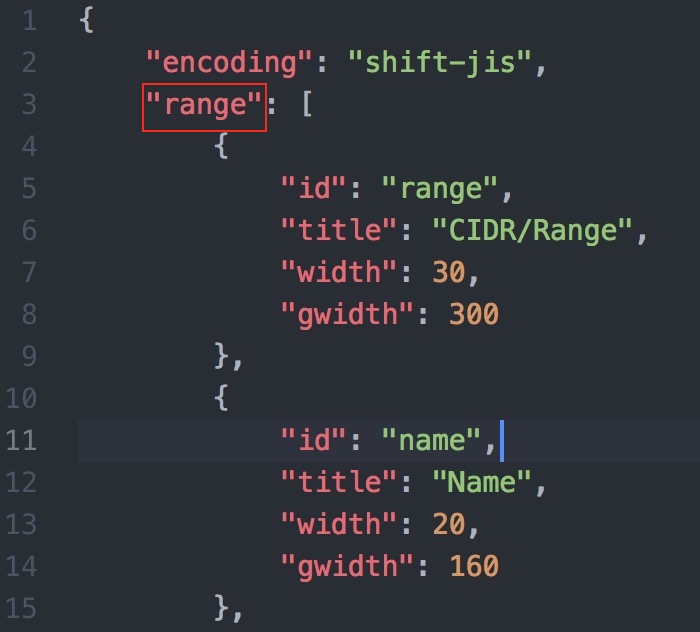 1 {
2     "encoding": "shift-jis",
3     "range": [
4         {
5             "id": "range",
6             "title": "CIDR/Range",
7             "width": 30,
8             "gwidth": 300
9         },
10         {
11             "id": "name",
12             "title": "Name",
13             "width": 20,
14             "gwidth": 160
15         },